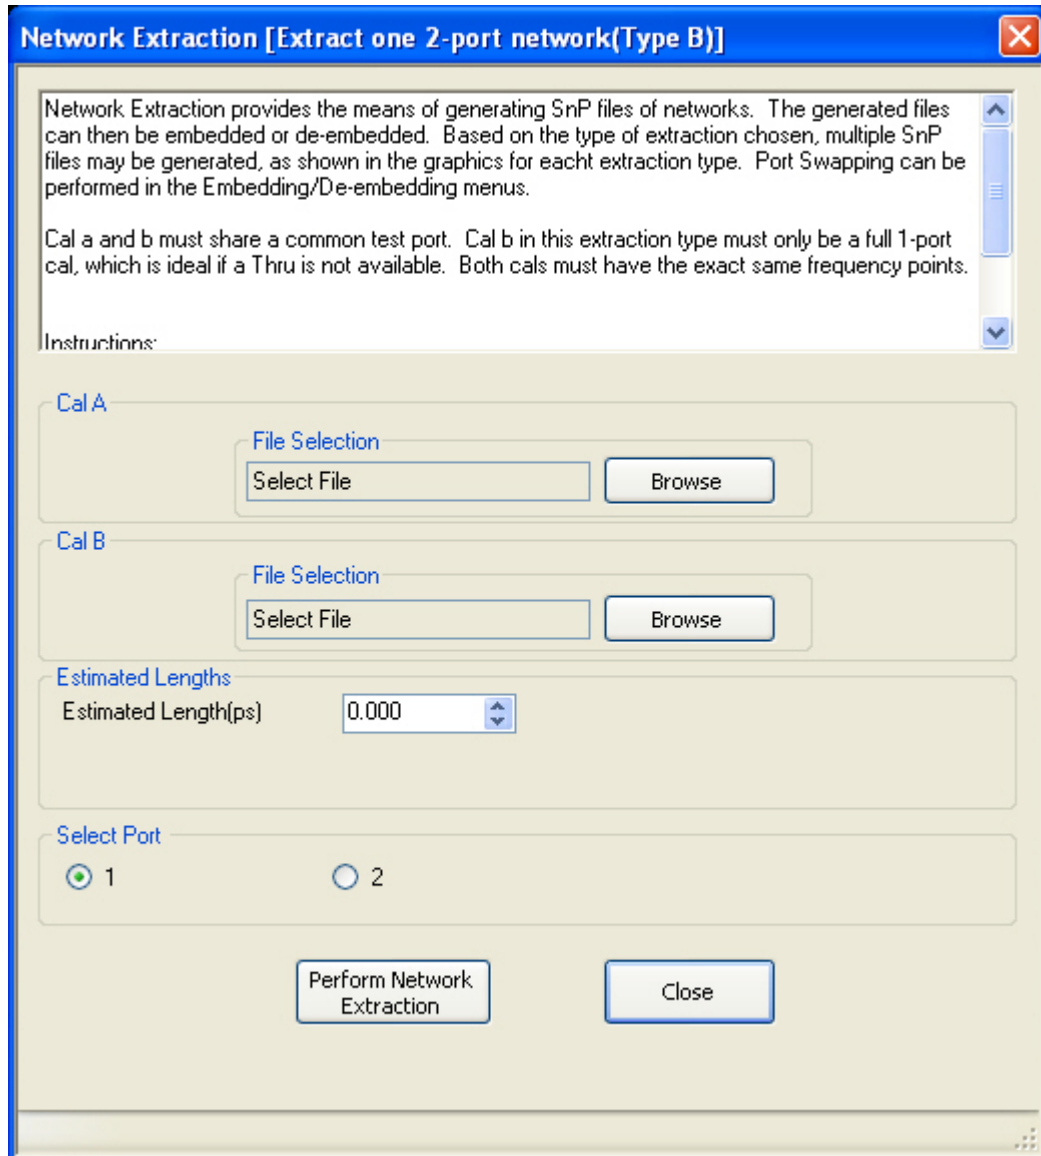 Network Extraction [Extract one 2-port network(Type B)]
Network Extraction provides the means of generating SnP files of networks.  The generated files
can then be embedded or de-embedded.  Based on the type of extraction chosen, multiple SnP
files may be generated, as shown in the graphics for eacht extraction type.  Port Swapping can be
performed in the Embedding/De-embedding menus.
Cal a and b must share a common test port.  Cal b in this extraction type must only be a full 1-port
cal, which is ideal if a Thru is not available.  Both cals must have the exact same frequency points.
Instructions:
Cal A
File Selection
Select File
Browse
Cal B
File Selection
Select File
Browse
Estimated Lengths
Estimated Length(ps)
0.000
Select Port
1
2
Perform Network
Extraction
Close